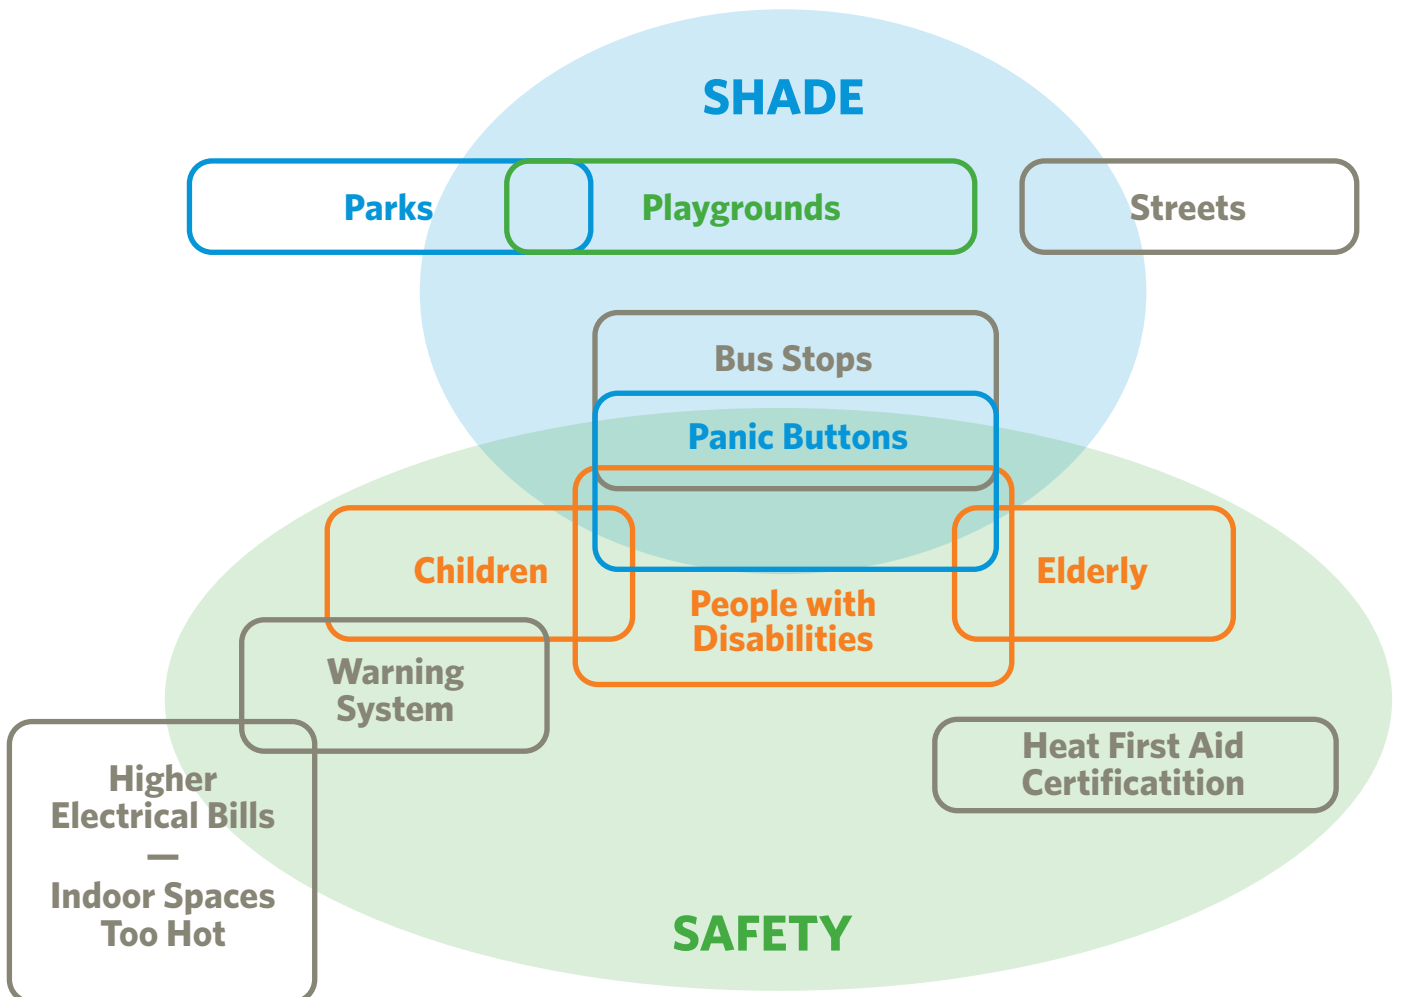 SHADE
Parks
Playgrounds
Streets
Bus Stops
Panic Buttons
Children
People with
Disabilities
Elderly
Warning
System
Heat First Aid
Certificatition
Higher
Electrical Bills
—
Indoor Spaces
Too Hot
SAFETY